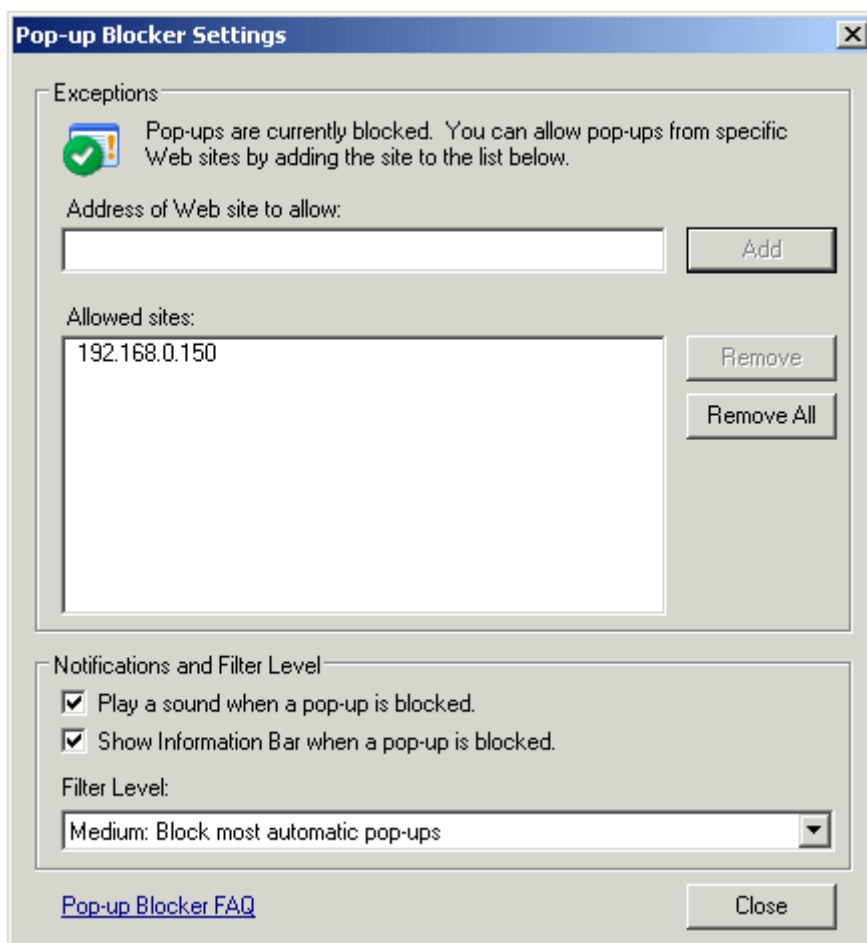 Pop-up Blocker Settings
Exceptions
Pop-ups are currently blocked.  You can allow pop-ups from specific
Web sites by adding the site to the list below.
Address of Web site to allow:
Add
Allowed sites:
192.168.0.150
Remove
Remove All
Notifications and Filter Level
Play a sound when a pop-up is blocked.
Show Information Bar when a pop-up is blocked.
Filter Level:
Medium: Block most automatic pop-ups
Pop-up Blocker FAQ
Close